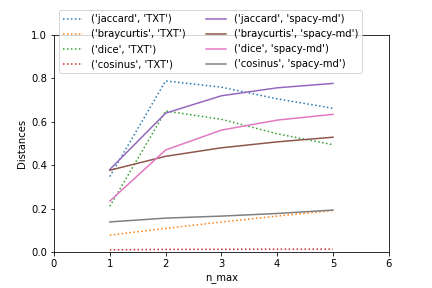 ('jaccard', 'TXT')
('braycurtis', 'TXT')
('dice', 'TXT')
('cosinus', 'TXT')
('jaccard', 'spacy-md')
('braycurtis', 'spacy-md')
('dice', 'spacy-md')
('cosinus', 'spacy-md')
1.0
0.8
0.6
0.4
0.2
0.0
Distances
0 1 2 3 4 5 6
n_max